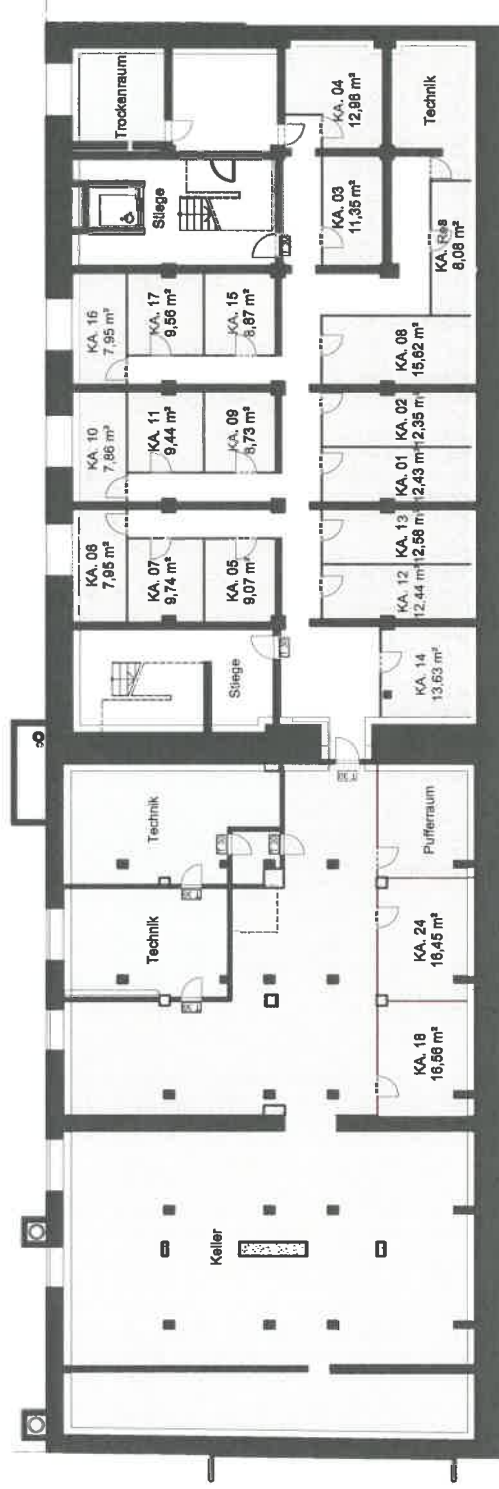 Trockenraum
KA. 04
12,98 m²
Technik
Stiege
KA. 03
11,35 m²
KA. Res
8,08 m²
KA. 16
7,95 m²
KA. 17
9,56 m²
KA. 15
8,87 m²
KA. 08
15,62 m²
KA. 10
7,86 m²
KA. 11
9,44 m²
KA. 09
8,73 m²
KA. 02
12,35 m²
KA. 01
12,43 m²
KA. 08
7,95 m²
KA. 07
9,74 m²
KA. 05
9,07 m²
KA. 13
12,58 m²
KA. 12
12,44 m²
Stiege
KA. 14
13,63 m²
Technik
Pufferraum
Technik
KA. 24
16,45 m²
KA. 18
16,56 m²
Keller